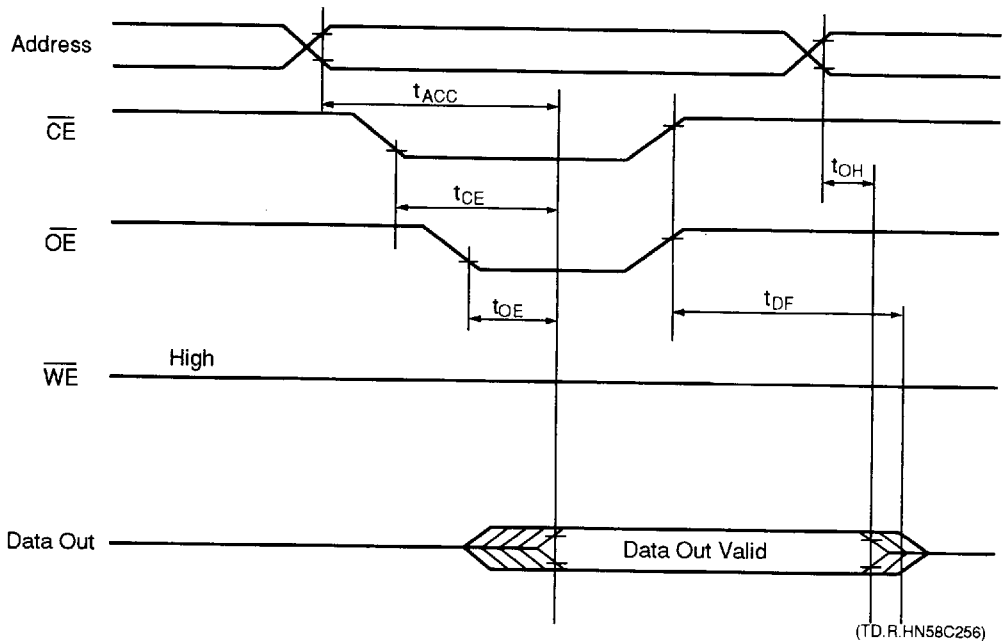 Address
tACC
CE
tOH
tCE
OE
tDF
tOE
High
WE
Data Out
Data Out Valid
(TD.R.HN58C256)